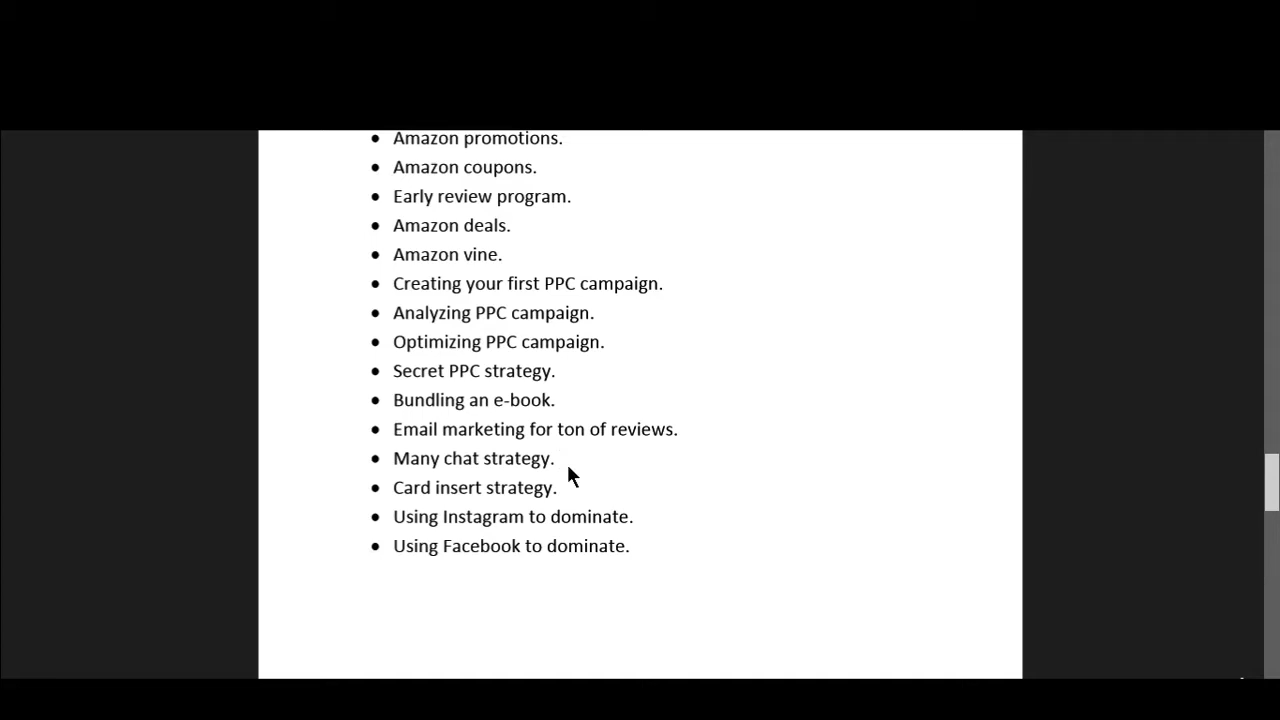 • Amazon promotions.
• Amazon coupons.
• Early review program.
• Amazon deals.
• Amazon vine.
• Creating your first PPC campaign.
• Analyzing PPC campaign.
• Optimizing PPC campaign.
• Secret PPC strategy.
• Bundling an e-book.
• Email marketing for ton of reviews.
• Many chat strategy.
• Card insert strategy.
• Using Instagram to dominate.
• Using Facebook to dominate.